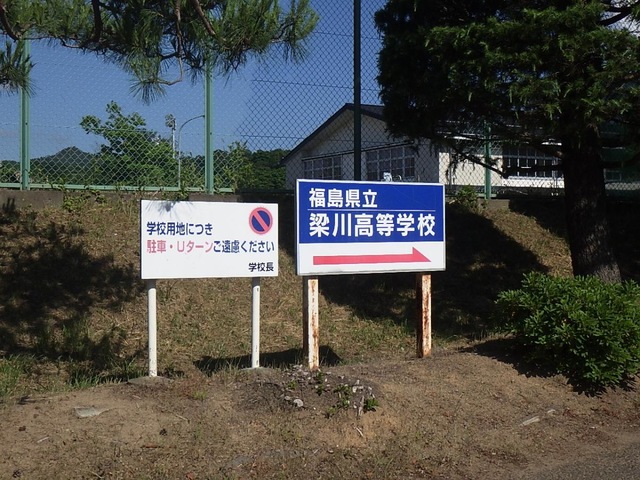 学校用地につき
駐車・Uターンご遠慮ください
学校長
福島県立
梁川高等学校